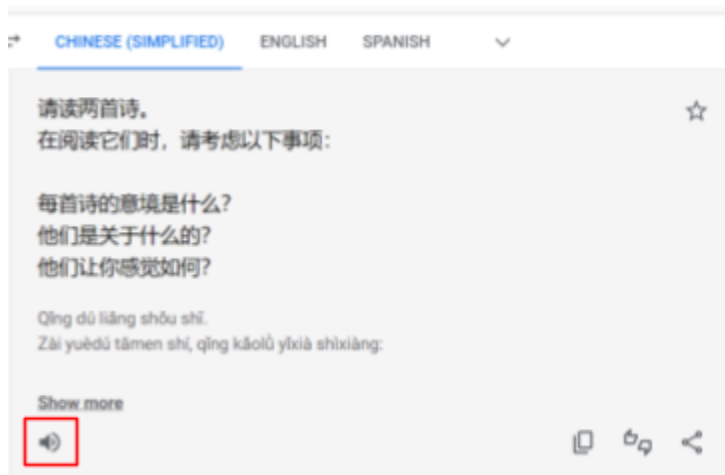 CHINESE (SIMPLIFIED) ENGLISH SPANISH
请读两首诗。
在阅读它们时，请考虑以下事项：
每首诗的意境是什么？
他们是关于什么的？
他们让你感觉如何？
Qǐng dú liǎng shǒu shī.
Zài yuèdú tāmen shí, qǐng kǎolǜ yǐxià shìxiàng:
Show more